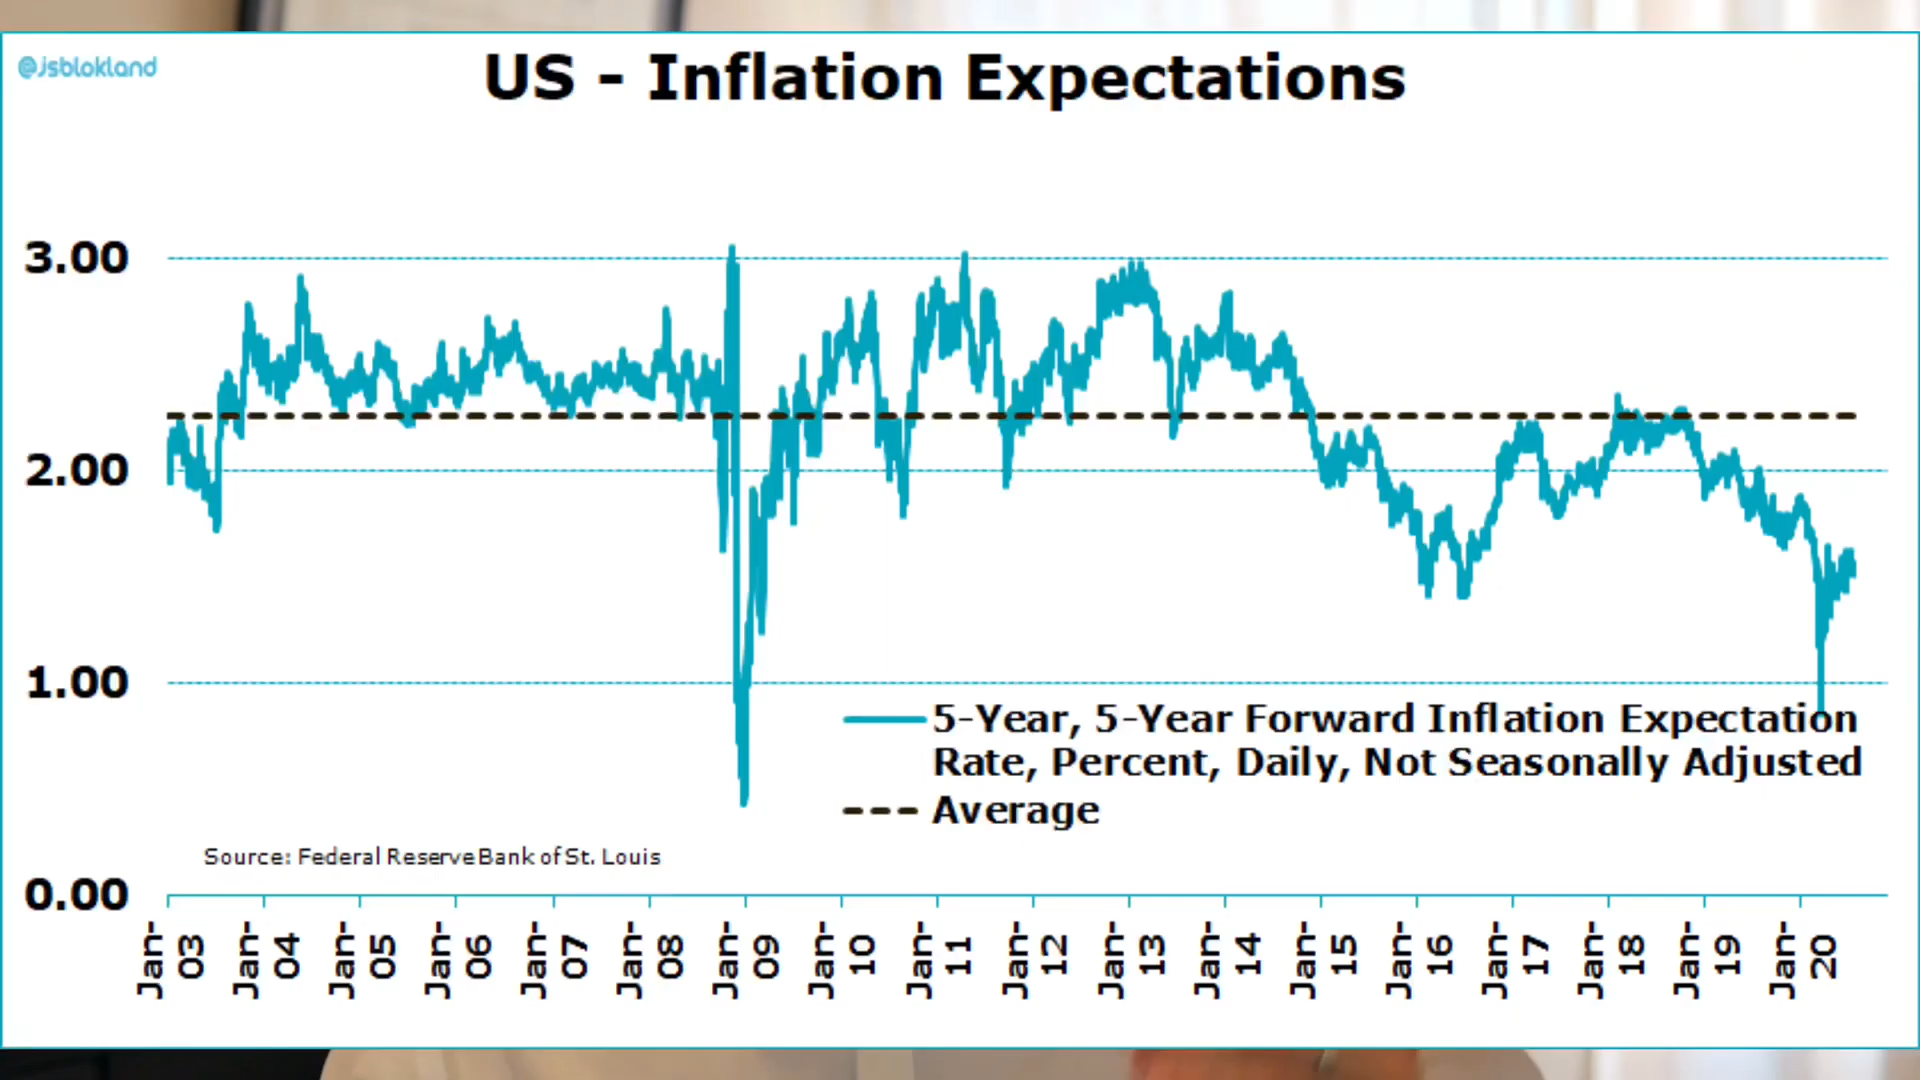 @jsblokland
US - Inflation Expectations
3.00
2.00
1.00
0.00
5-Year, 5-Year Forward Inflation Expectation
Rate, Percent, Daily, Not Seasonally Adjusted
Average
Source: Federal Reserve Bank of St. Louis
Jan-
03
Jan-
04
Jan-
05
Jan-
06
Jan-
07
Jan-
08
Jan-
09
Jan-
10
Jan-
11
Jan-
12
Jan-
13
Jan-
14
Jan-
15
Jan-
16
Jan-
17
Jan-
18
Jan-
19
Jan-
20